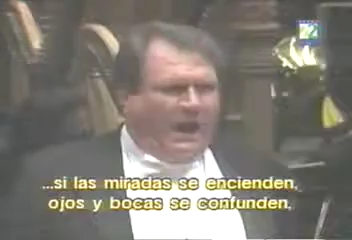 ...si las miradas se encienden,
ojos y bocas se confunden,